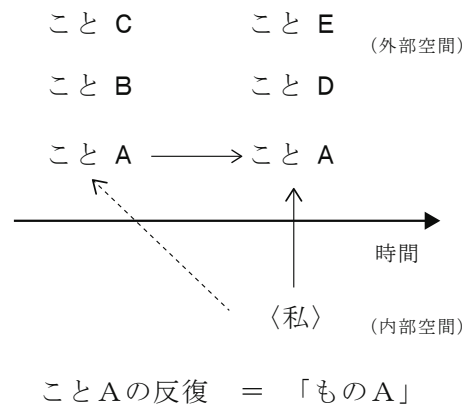 こと C　こと E
（外部空間）
こと B　こと D
こと A　こと A
時間
〈私〉
（内部空間）
ことＡの反復　＝　「ものＡ」